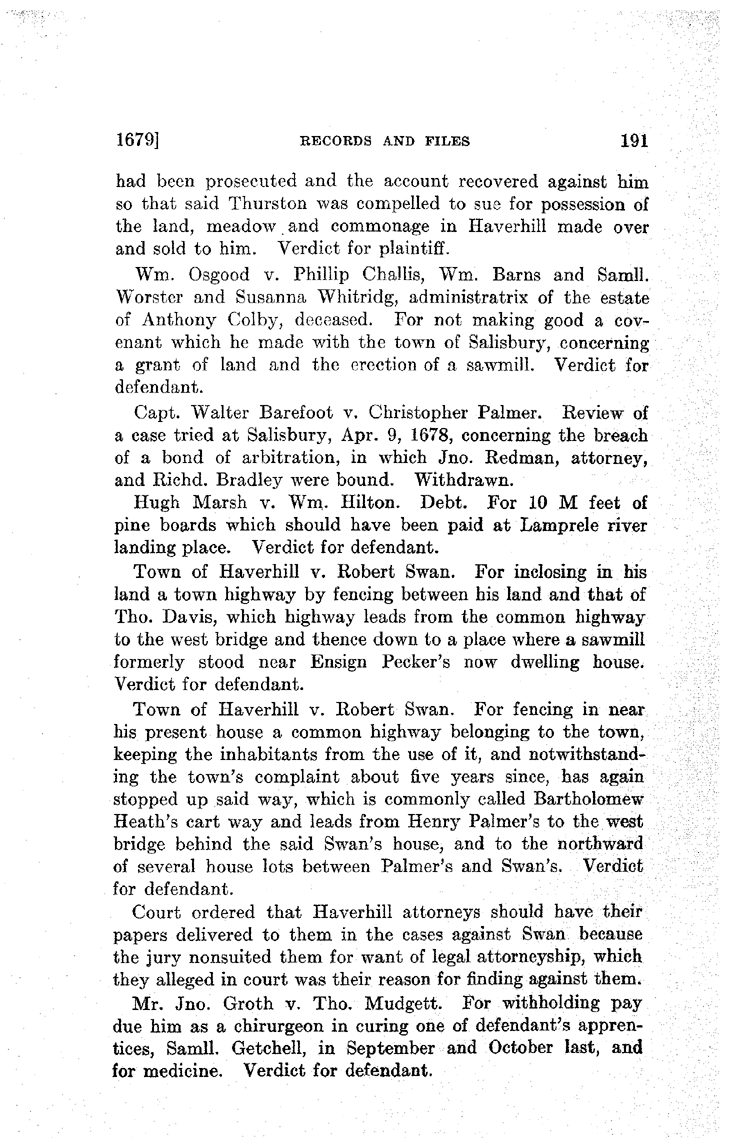 1679] RECORDS AND FILES 191
had been prosecuted and the account recovered against him
so that said Thurston was compelled to sue for possession of
the land, meadow and commonage in Haverhill made over
and sold to him. Verdict for plaintiff.
Wm. Osgood v. Phillip Challis, Wm. Barns and Samll.
Worster and Susanna Whitridg, administratrix of the estate
of Anthony Colby, deceased. For not making good a cov-
enant which he made with the town of Salisbury, concerning
a grant of land and the erection of a sawmill. Verdict for
defendant.
Capt. Walter Barefoot v. Christopher Palmer. Review of
a case tried at Salisbury, Apr. 9, 1678, concerning the breach
of a bond of arbitration, in which Jno. Redman, attorney,
and Richd. Bradley were bound. Withdrawn.
Hugh Marsh v. Wm. Hilton. Debt. For 10 M feet of
pine boards which should have been paid at Lamprele river
landing place. Verdict for defendant.
Town of Haverhill v. Robert Swan. For inclosing in his
land a town highway by fencing between his land and that of
Tho. Davis, which highway leads from the common highway
to the west bridge and thence down to a place where a sawmill
formerly stood near Ensign Pecker's now dwelling house.
Verdict for defendant.
Town of Haverhill v. Robert Swan. For fencing in near
his present house a common highway belonging to the town,
keeping the inhabitants from the use of it, and notwithstand-
ing the town's complaint about five years since, has again
stopped up said way, which is commonly called Bartholomew
Heath's cart way and leads from Henry Palmer's to the west
bridge behind the said Swan's house, and to the northward
of several house lots between Palmer's and Swan's. Verdict
for defendant.
Court ordered that Haverhill attorneys should have their
papers delivered to them in the cases against Swan because
the jury nonsuited them for want of legal attorneyship, which
they alleged in court was their reason for finding against them.
Mr. Jno. Groth v. Tho. Mudgett. For withholding pay
due him as a chirurgeon in curing one of defendant's appren-
tices, Samll. Getchell, in September and October last, and
for medicine. Verdict for defendant.